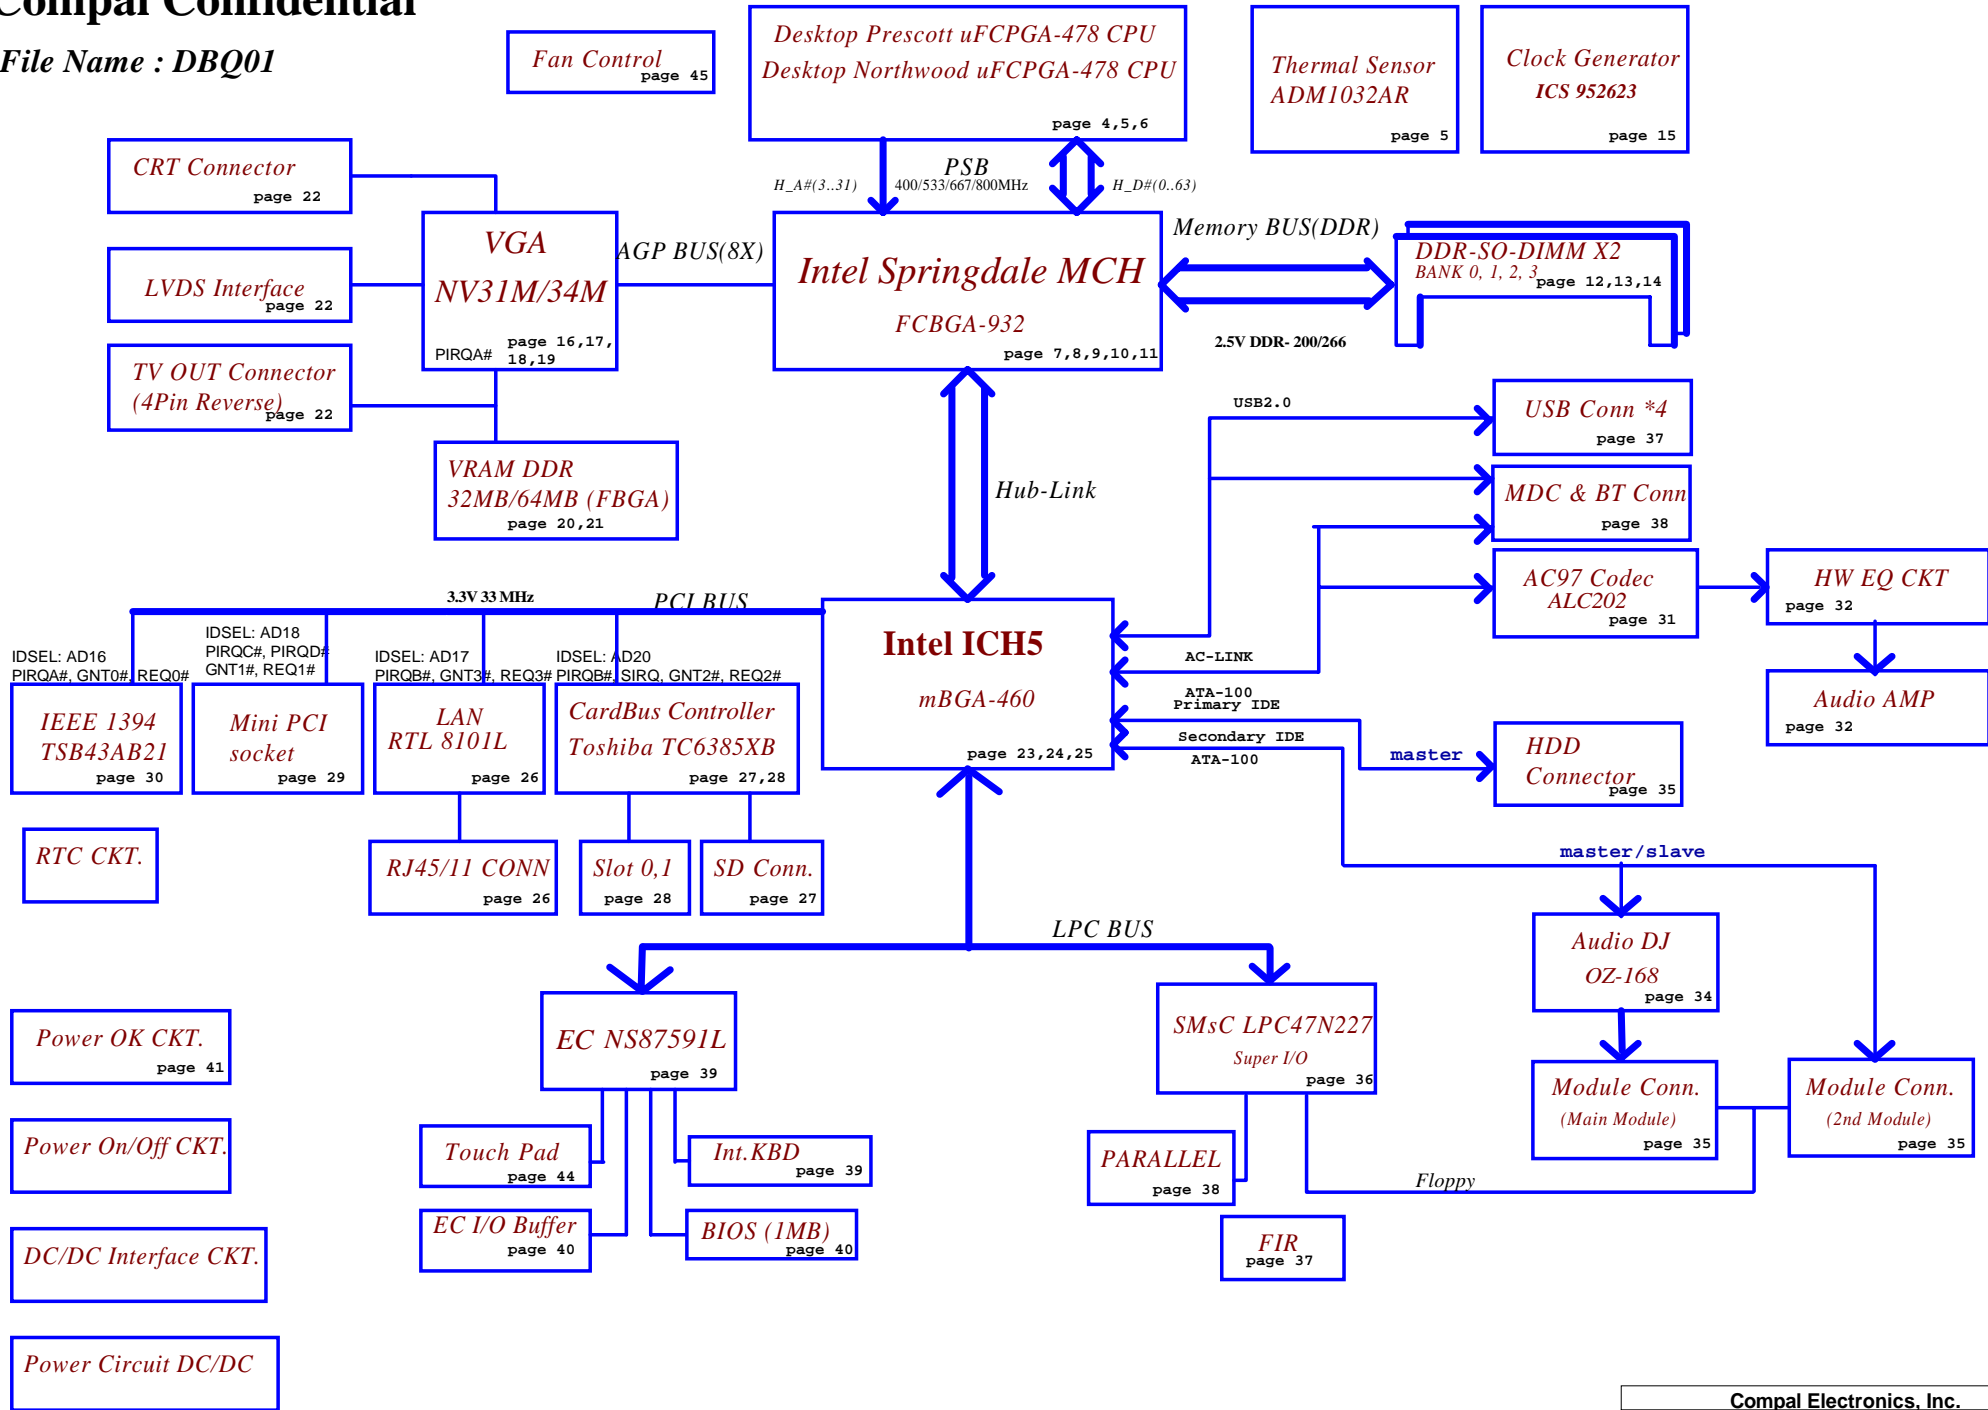 Compal Confidential
File Name : DBQ01
Fan Control
page 45
Desktop Prescott uFCPGA-478 CPU
Desktop Northwood uFCPGA-478 CPU
page 4,5,6
Thermal Sensor
ADM1032AR
page 5
Clock Generator
ICS 952623
page 15
CRT Connector
page 22
PSB
H_A#(3..31)
400/533/667/800MHz
H_D#(0..63)
VGA
NV31M/34M
PIRQA#
page 16,17,
18,19
AGP BUS(8X)
Intel Springdale MCH
FCBGA-932
page 7,8,9,10,11
Memory BUS(DDR)
2.5V DDR- 200/266
DDR-SO-DIMM X2
BANK 0, 1, 2, 3
page 12,13,14
LVDS Interface
page 22
TV OUT Connector
(4Pin Reverse)
page 22
VRAM DDR
32MB/64MB (FBGA)
page 20,21
Hub-Link
USB2.0
USB Conn *4
page 37
MDC & BT Conn
page 38
AC97 Codec
ALC202
page 31
HW EQ CKT
page 32
Audio AMP
page 32
3.3V 33 MHz
PCI BUS
Intel ICH5
mBGA-460
page 23,24,25
AC-LINK
ATA-100
Primary IDE
Secondary IDE
ATA-100
master
HDD
Connector
page 35
IDSEL: AD16
PIRQA#, GNT0#, REQ0#
IDSEL: AD18
PIRQC#, PIRQD#
GNT1#, REQ1#
IDSEL: AD17
PIRQB#, GNT3#, REQ3#
IDSEL: AD20
PIRQB#, SIRQ, GNT2#, REQ2#
IEEE 1394
TSB43AB21
page 30
Mini PCI
socket
page 29
LAN
RTL 8101L
page 26
CardBus Controller
Toshiba TC6385XB
page 27,28
RTC CKT.
RJ45/11 CONN
page 26
Slot 0,1
page 28
SD Conn.
page 27
master/slave
Audio DJ
OZ-168
page 34
LPC BUS
EC NS87591L
page 39
SMsC LPC47N227
Super I/O
page 36
Module Conn.
(Main Module)
page 35
Module Conn.
(2nd Module)
page 35
Power OK CKT.
page 41
Power On/Off CKT.
Touch Pad
page 44
Int.KBD
page 39
EC I/O Buffer
page 40
BIOS (1MB)
page 40
PARALLEL
page 38
Floppy
FIR
page 37
DC/DC Interface CKT.
Power Circuit DC/DC
Compal Electronics, Inc.